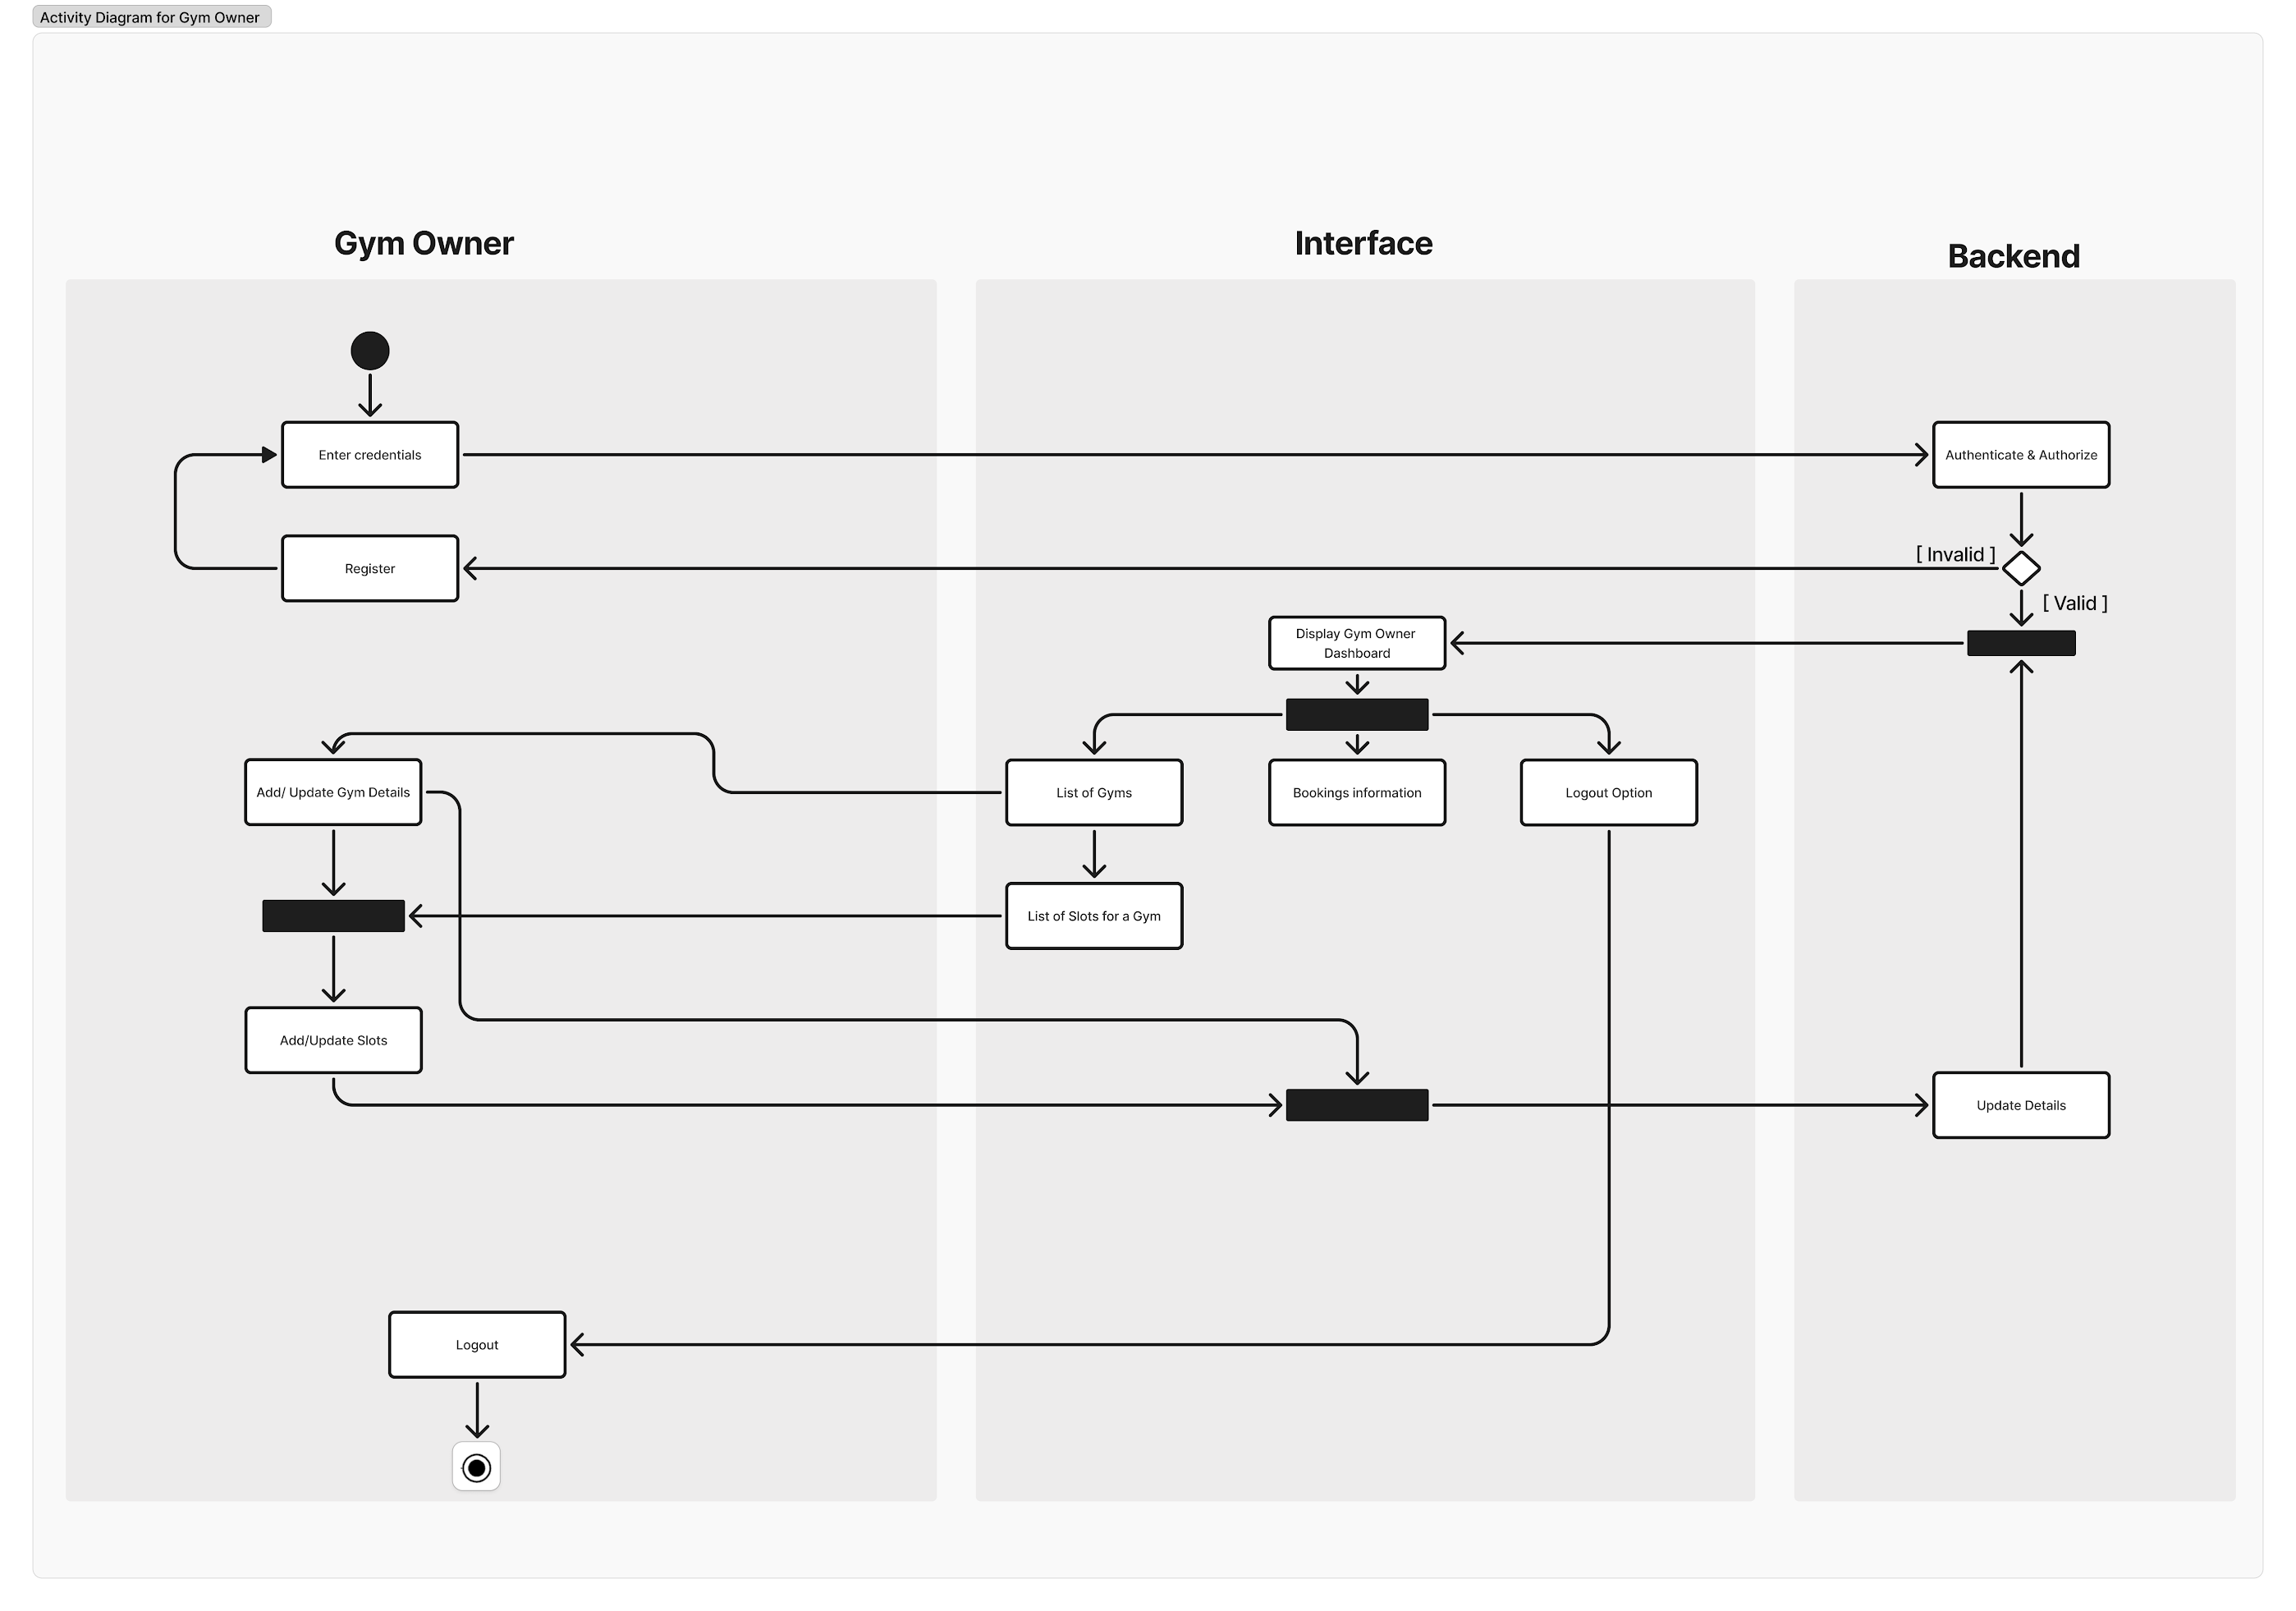 Activity Diagram for Gym Owner
Gym Owner
Interface
Backend
Enter credentials
Authenticate & Authorize
Register
[ Invalid ]
[ Valid ]
Display Gym Owner
Dashboard
Add/ Update Gym Details
List of Gyms
Bookings information
Logout Option
List of Slots for a Gym
Add/Update Slots
Update Details
Logout